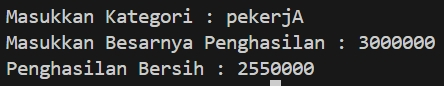 Masukkan Kategori : pekerjA
Masukkan Besarnya Penghasilan : 3000000
Penghasilan Bersih : 2550000